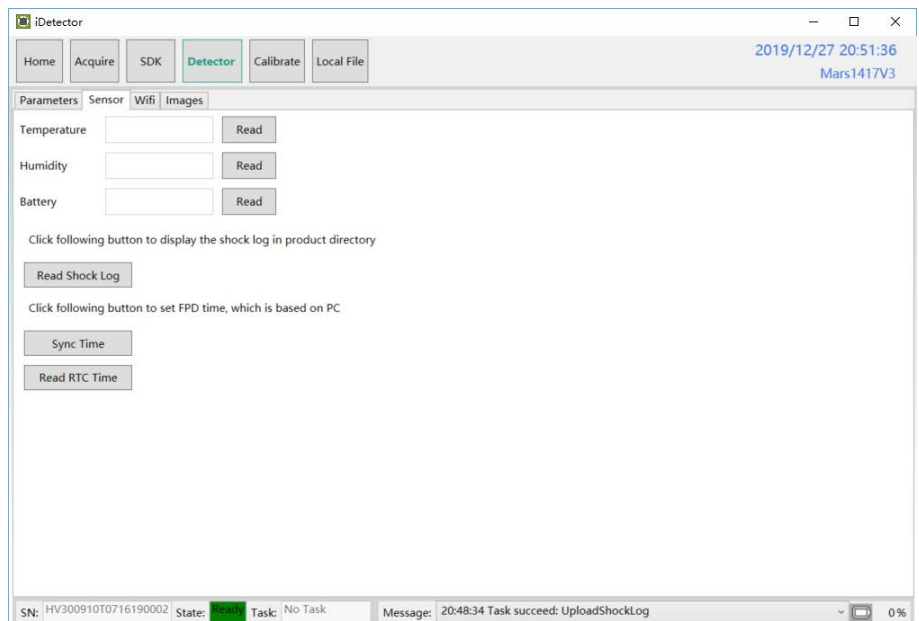 iDetector
Home Acquire SDK Detector Calibrate Local File
2019/12/27 20:51:36
Mars1417V3
Parameters Sensor Wifi Images
Temperature Read
Humidity Read
Battery Read
Click following button to display the shock log in product directory
Read Shock Log
Click following button to set FPD time, which is based on PC
Sync Time
Read RTC Time
SN: HV300910T0716190002 State: Ready Task: No Task Message: 20:48:34 Task succeed: UploadShockLog 0%